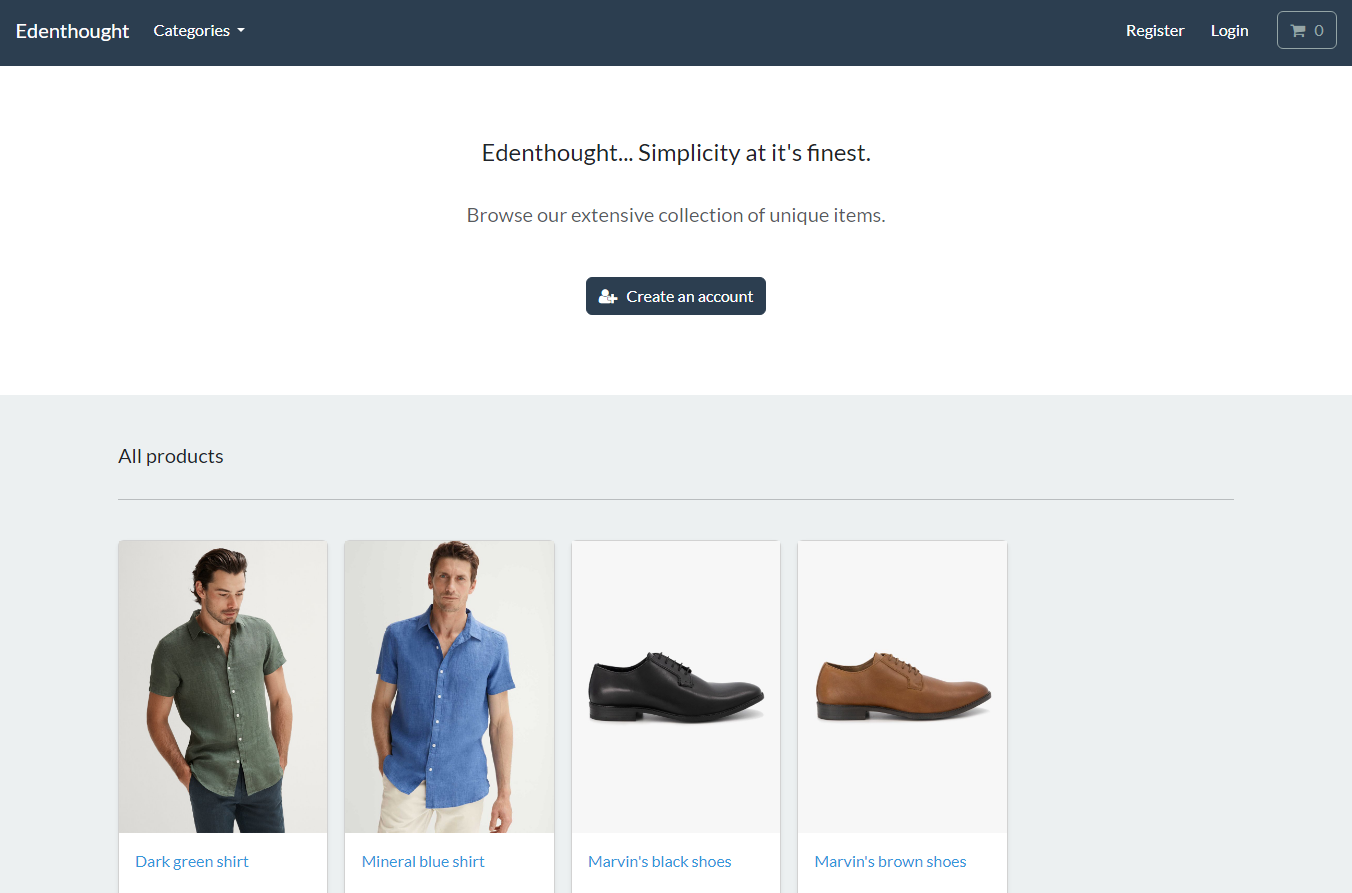 Edenthought Categories Register Login 0
Edenthought... Simplicity at it's finest.
Browse our extensive collection of unique items.
Create an account
All products
Dark green shirt Mineral blue shirt Marvin's black shoes Marvin's brown shoes